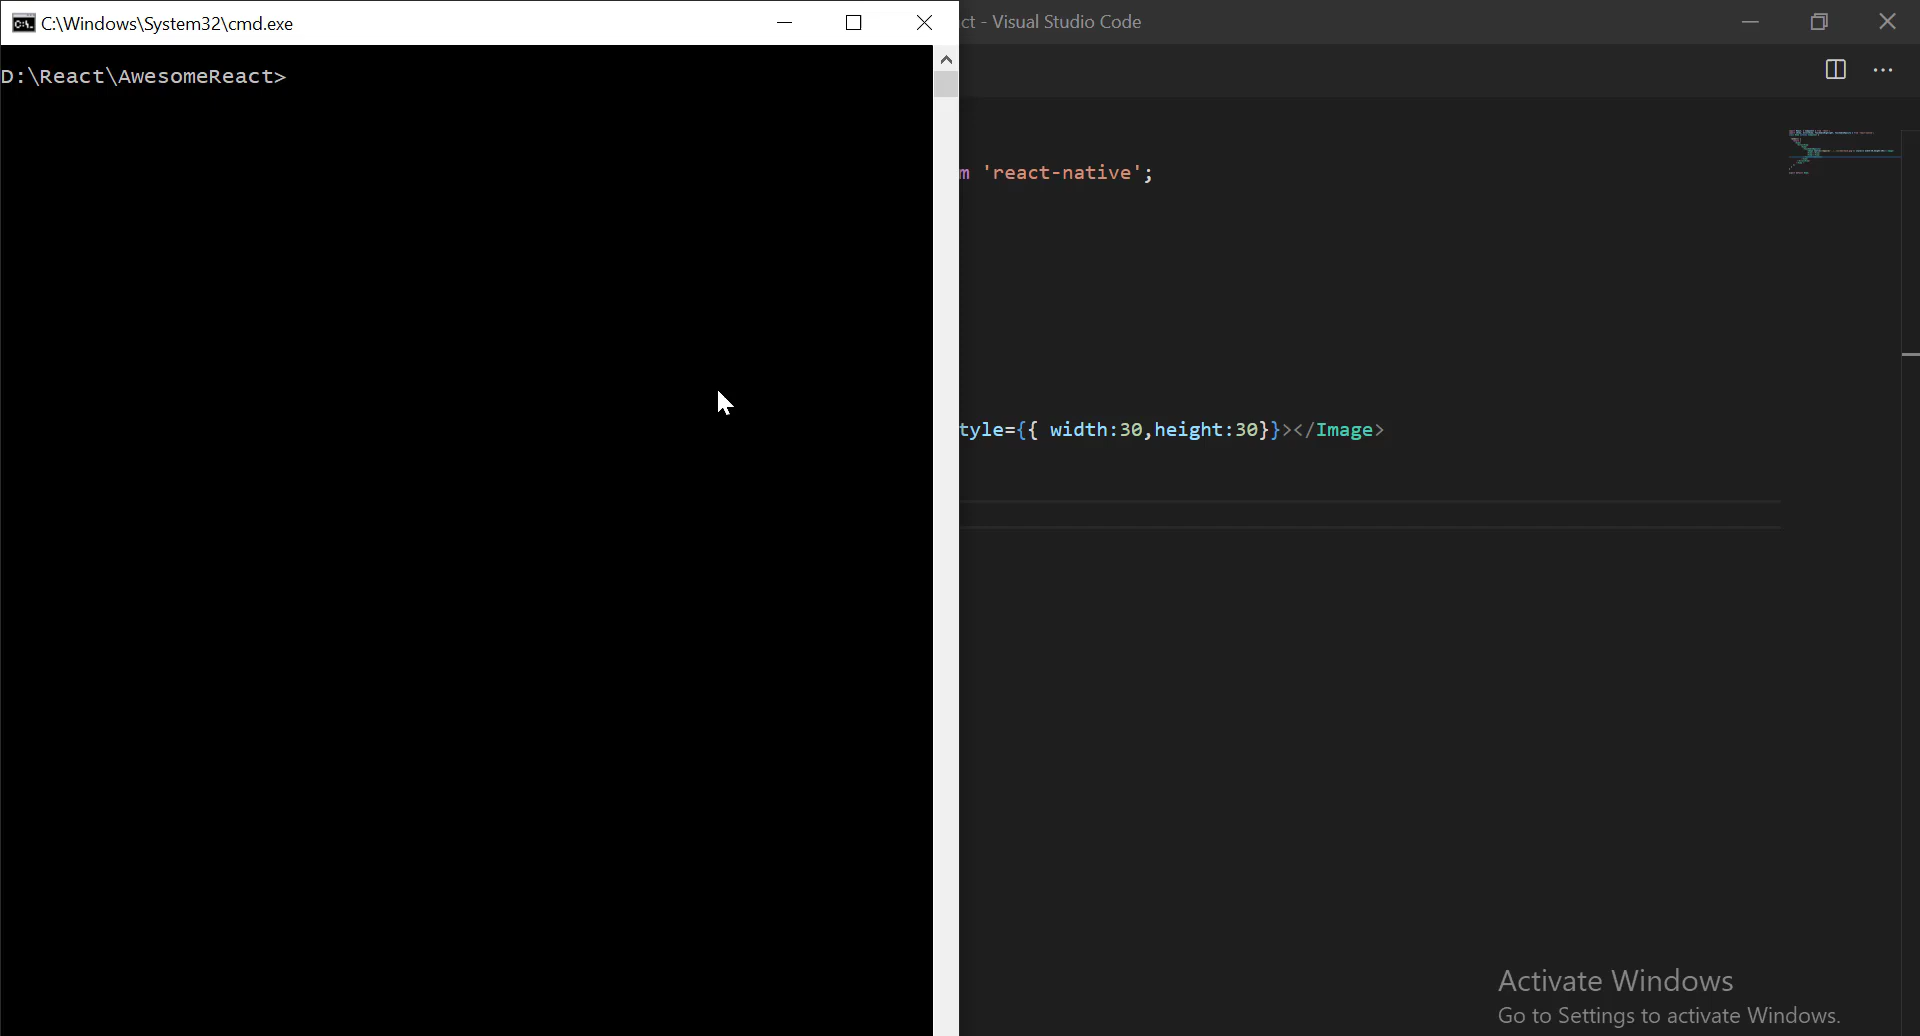 C:\Windows\System32\cmd.exe
ct - Visual Studio Code
D:\React\AwesomeReact>
m 'react-native';
tyle={{ width:30,height:30}}></Image>
Activate Windows
Go to Settings to activate Windows.